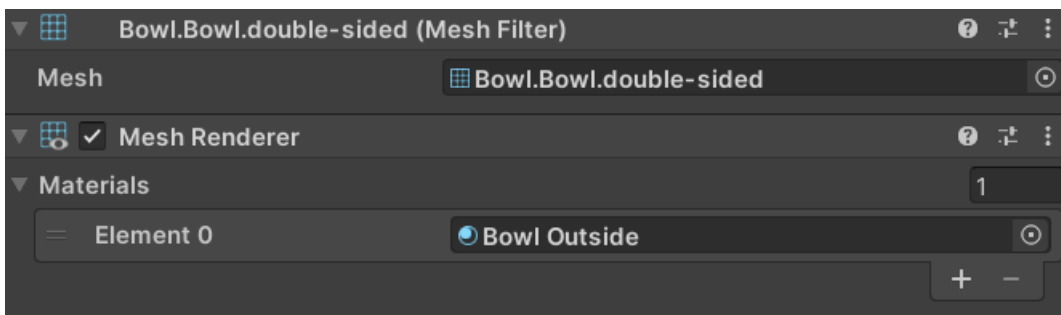 Bowl.Bowl.double-sided (Mesh Filter)
Mesh Bowl.Bowl.double-sided
Mesh Renderer
Materials 1
Element 0 Bowl Outside